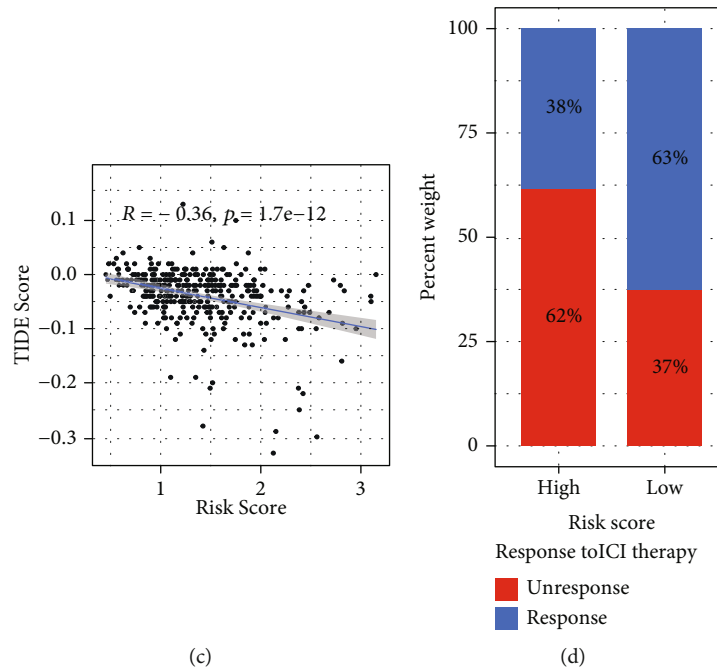 R = − 0.36, p = 1.7e−12
0.1
0.0
−0.1
−0.2
−0.3
TIDE Score
1
2
3
Risk Score
(c)
100
75
50
25
0
Percent weight
38%
62%
63%
37%
High
Low
Risk score
Response toICI therapy
Unresponse
Response
(d)